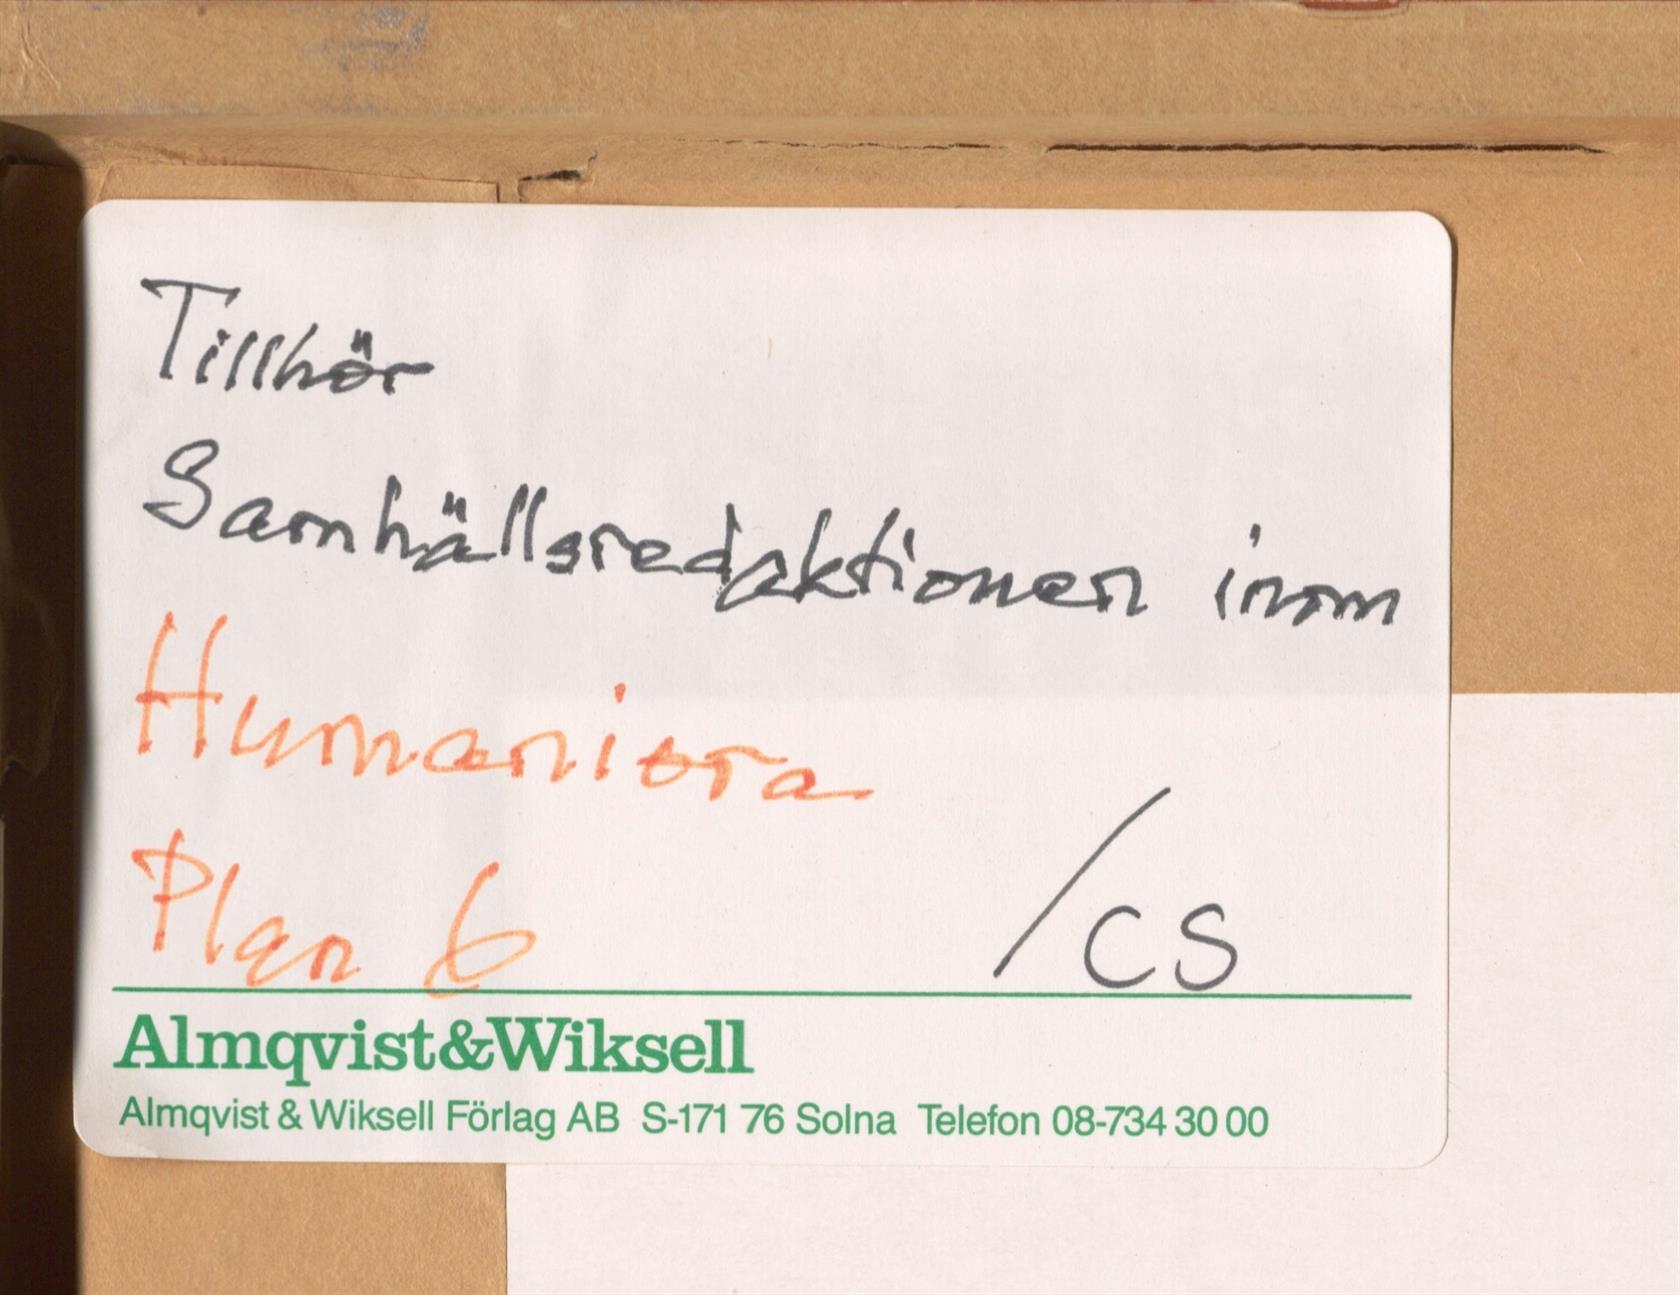 Tillhör
Samhällsredaktionen inom
Humaniora
Plan 6
/CS
Almqvist&Wiksell
Almqvist & Wiksell Förlag AB S-171 76 Solna Telefon 08-734 30 00